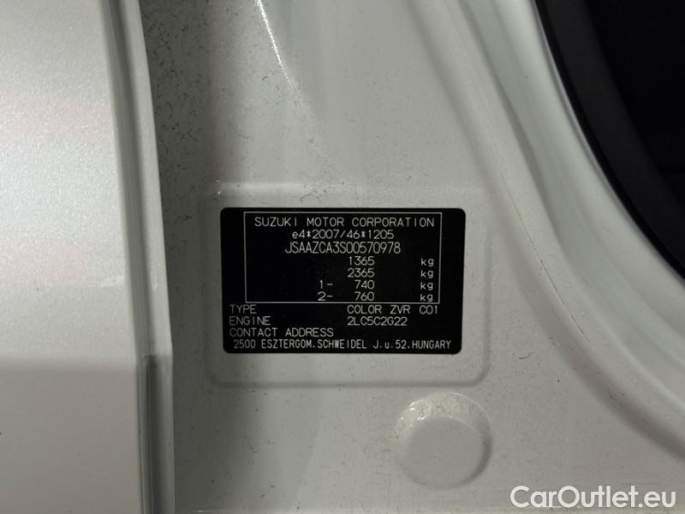 SUZUKI MOTOR CORPORATION
e4*2007/46*1205
JSAAZCA3S00570978
1365 kg
2365 kg
1- 740 kg
2- 760 kg
TYPE COLOR ZVR C01
ENGINE 2LC5C2G22
CONTACT ADDRESS
2500 ESZTERGOM.SCHWEIDEL J.u.52.HUNGARY
CarOutlet.eu